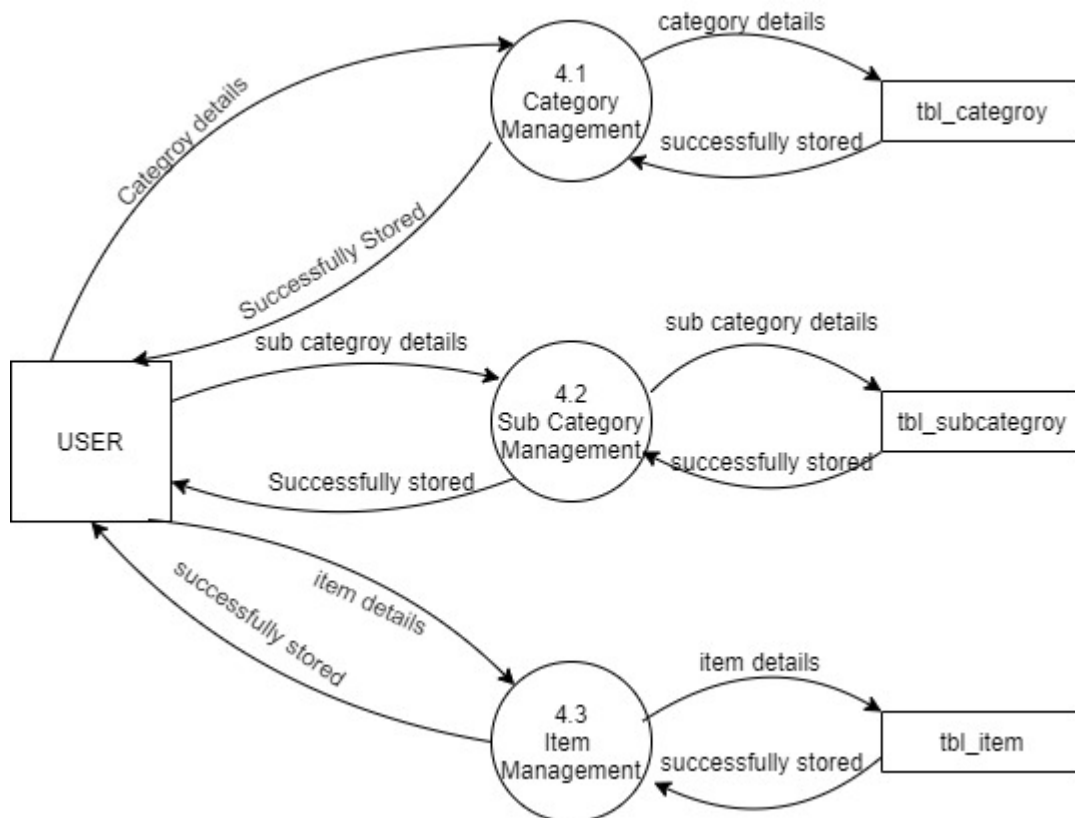 category details
4.1
Category
Management
tbl_categroy
Categroy details
successfully stored
Successfully Stored
sub categroy details
sub category details
4.2
Sub Category
Management
USER
tbl_subcategroy
Successfully stored
successfully stored
item details
successfully stored
item details
4.3
Item
Management
tbl_item
successfully stored